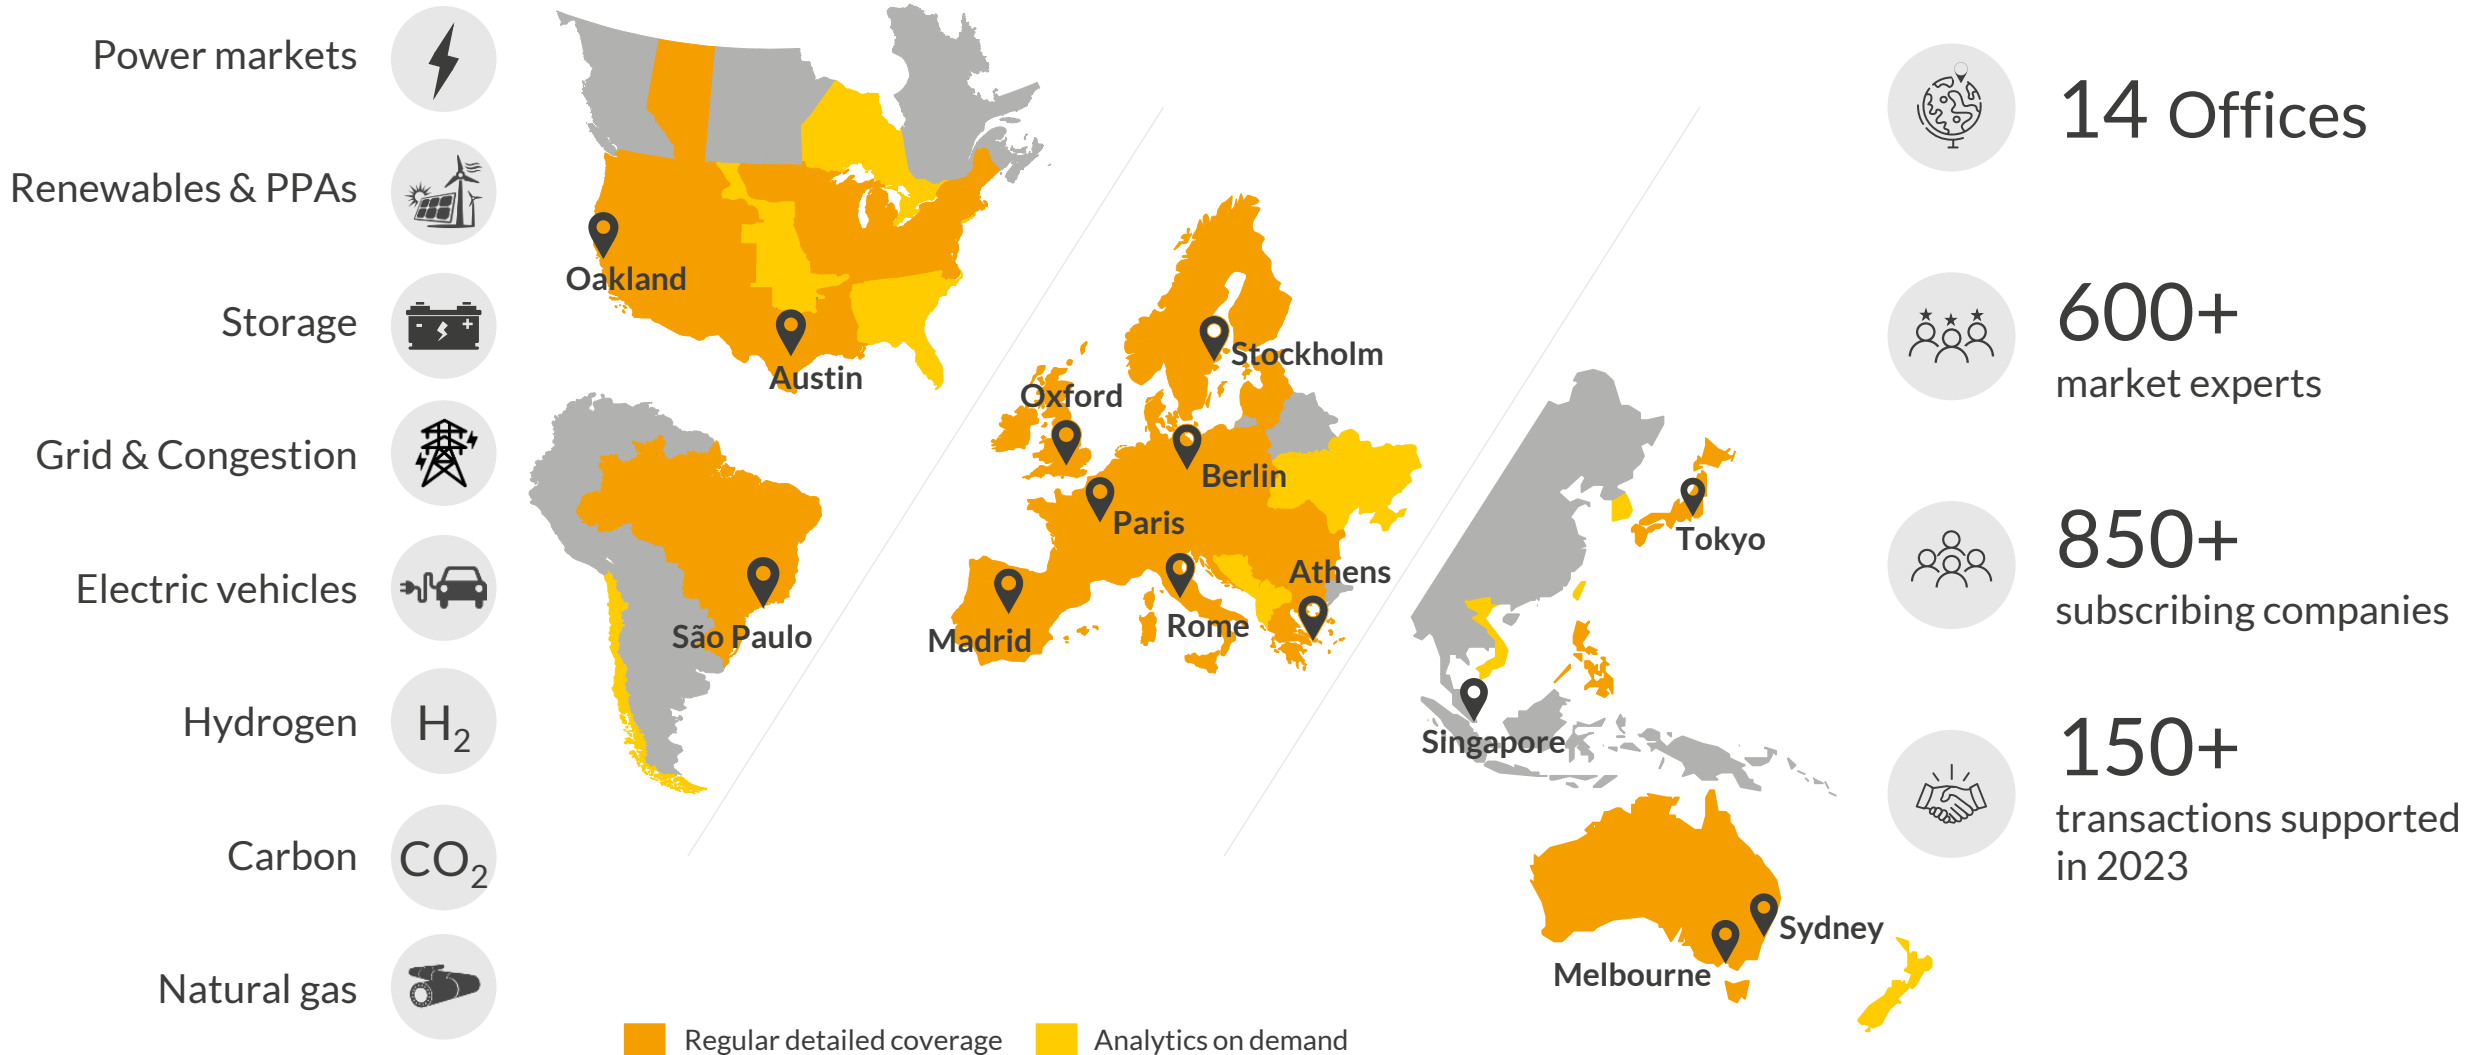 Power markets
Renewables & PPAs
Storage
Grid & Congestion
Electric vehicles
Hydrogen
H2
Carbon
CO2
Natural gas
Oakland
Austin
São Paulo
Stockholm
Oxford
Berlin
Paris
Athens
Rome
Madrid
Tokyo
Singapore
Sydney
Melbourne
Regular detailed coverage
Analytics on demand
14 Offices
600+
market experts
850+
subscribing companies
150+
transactions supported
in 2023